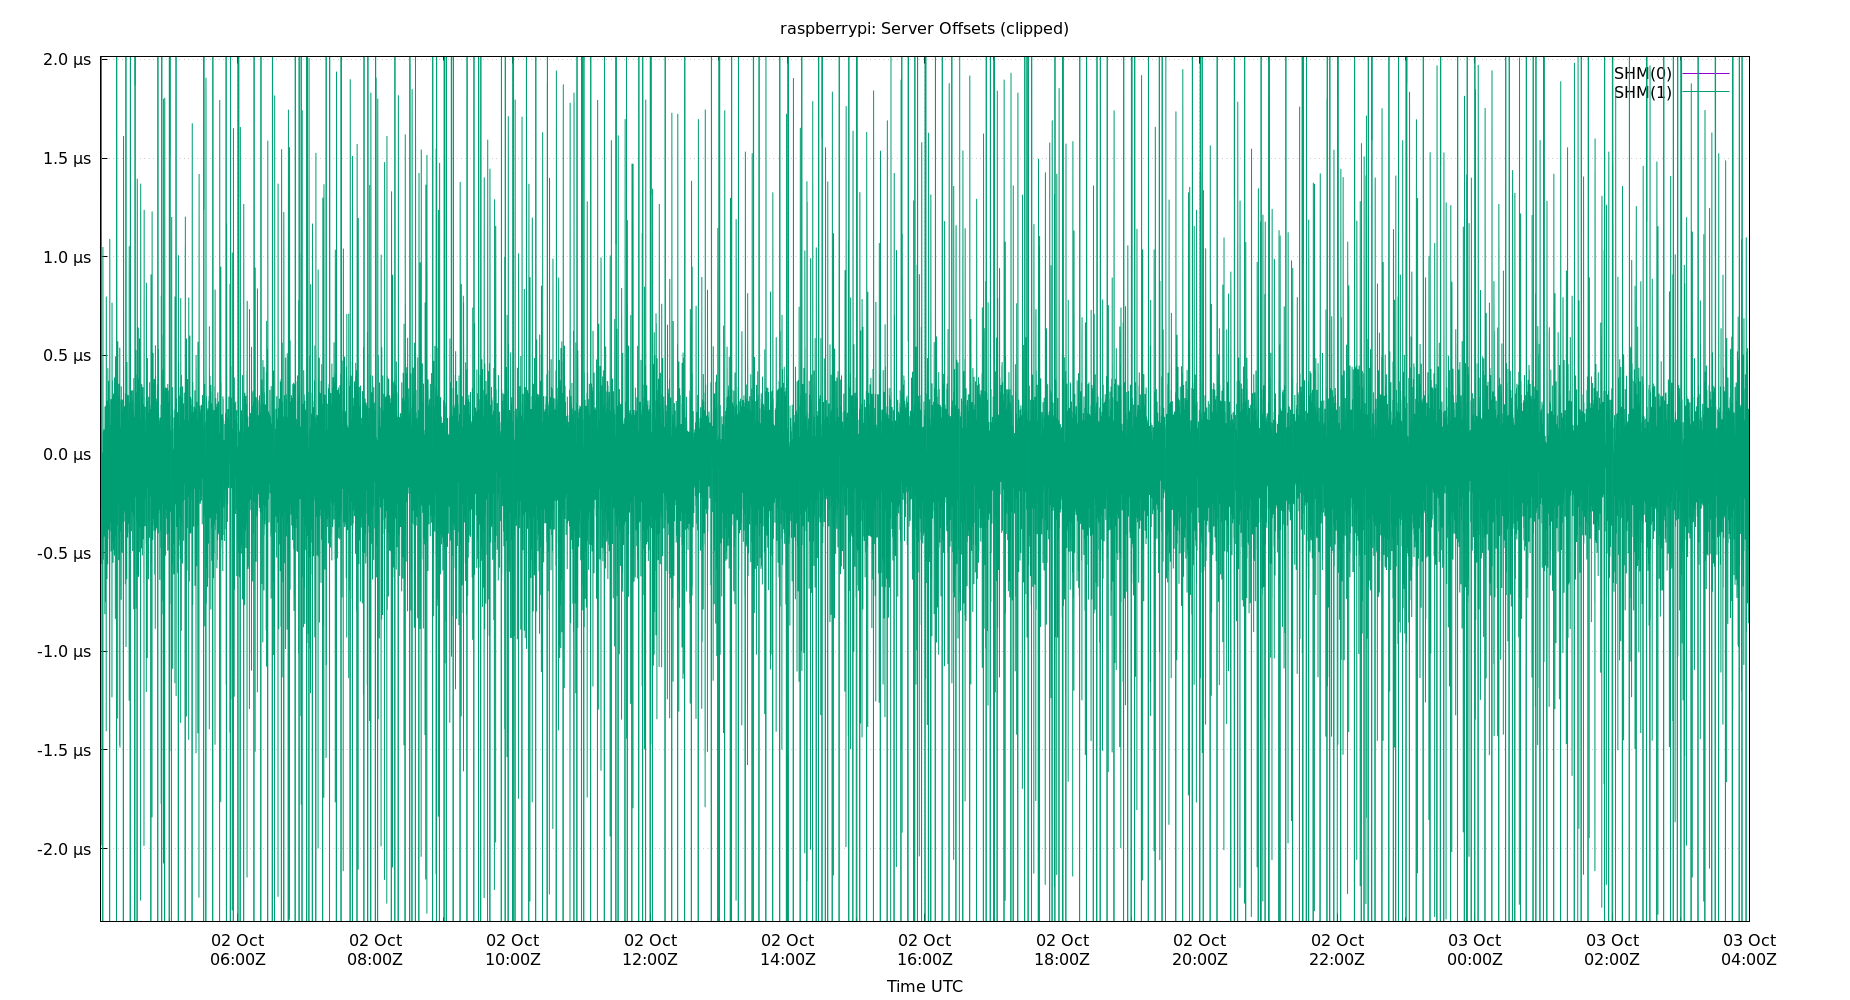 raspberrypi: Server Offsets (clipped)
2.0 µs
1.5 µs
1.0 µs
0.5 µs
0.0 µs
-0.5 µs
-1.0 µs
-1.5 µs
-2.0 µs
SHM(0)
SHM(1)
02 Oct 02 Oct 02 Oct 02 Oct 02 Oct 02 Oct 02 Oct 02 Oct 02 Oct 03 Oct 03 Oct 03 Oct
06:00Z 08:00Z 10:00Z 12:00Z 14:00Z 16:00Z 18:00Z 20:00Z 22:00Z 00:00Z 02:00Z 04:00Z
Time UTC